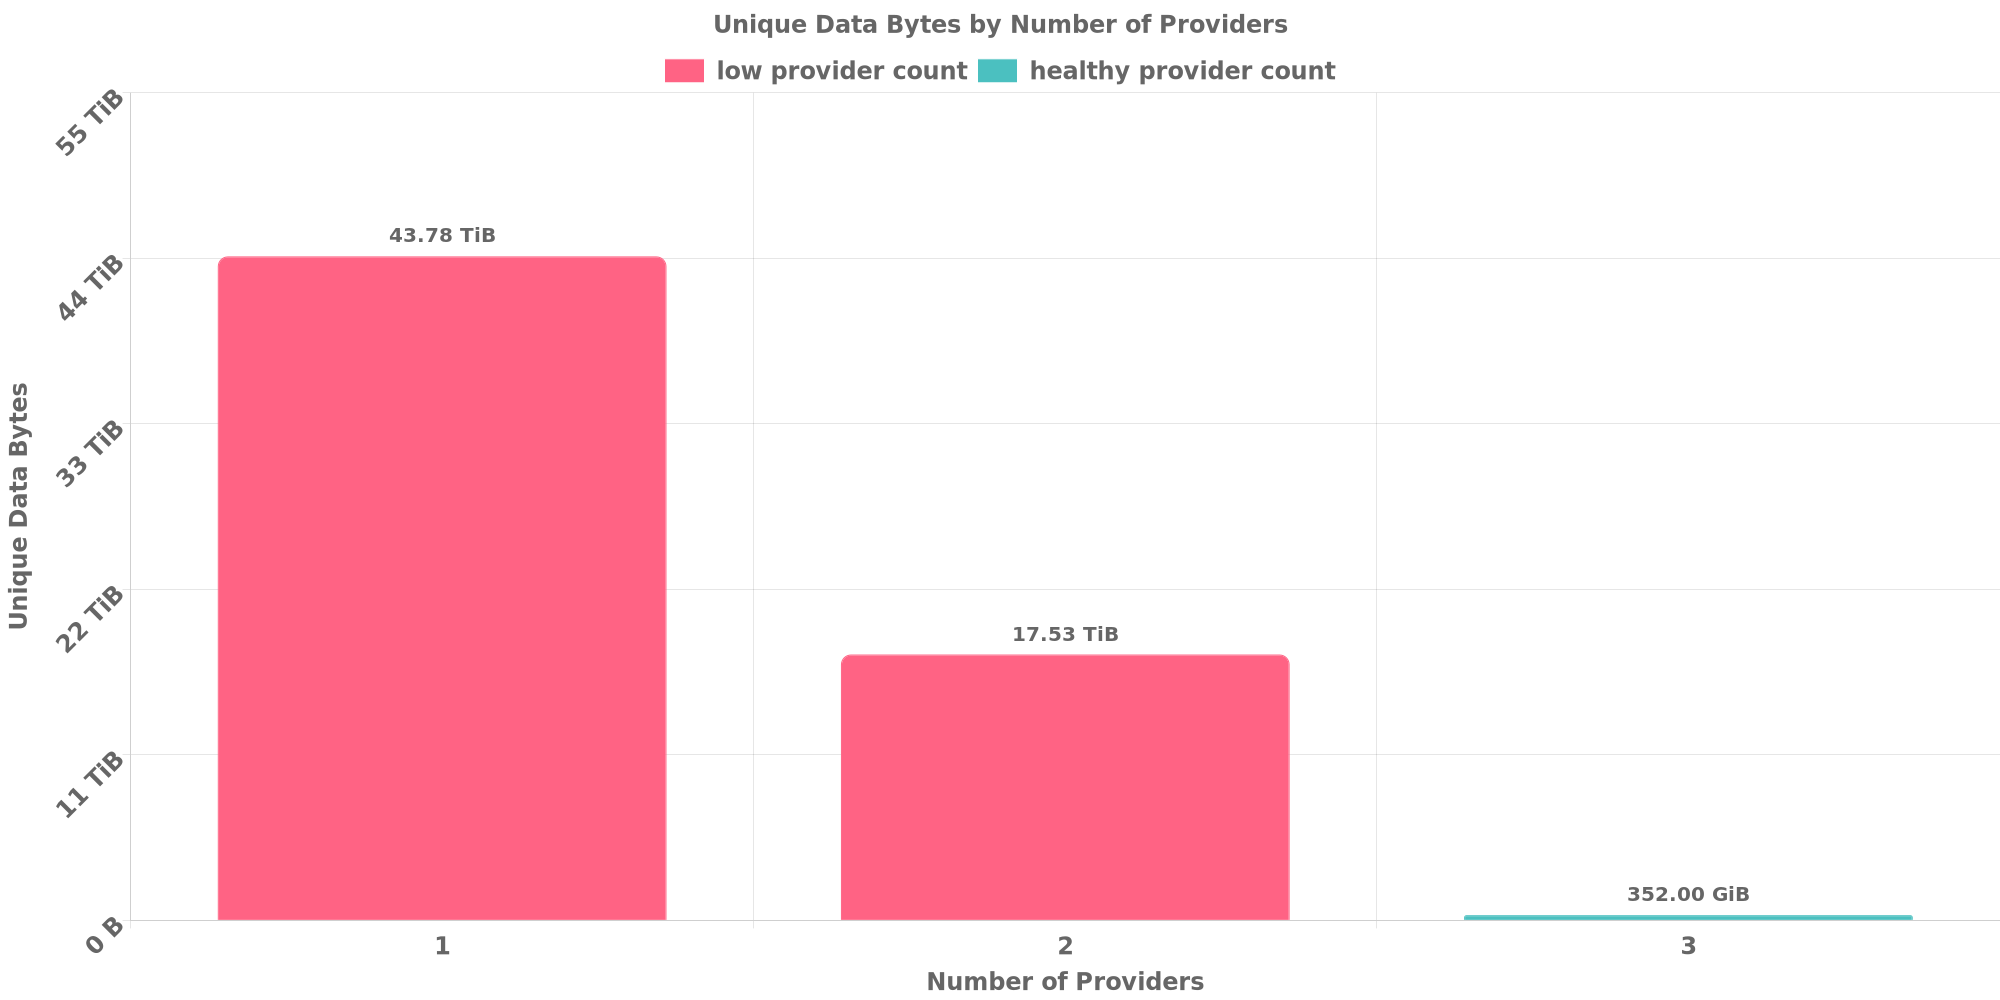 Unique Data Bytes by Number of Providers
low provider count healthy provider count
55 TiB
44 TiB
33 TiB
22 TiB
11 TiB
0 B
Unique Data Bytes
43.78 TiB
17.53 TiB
352.00 GiB
1 2 3
Number of Providers